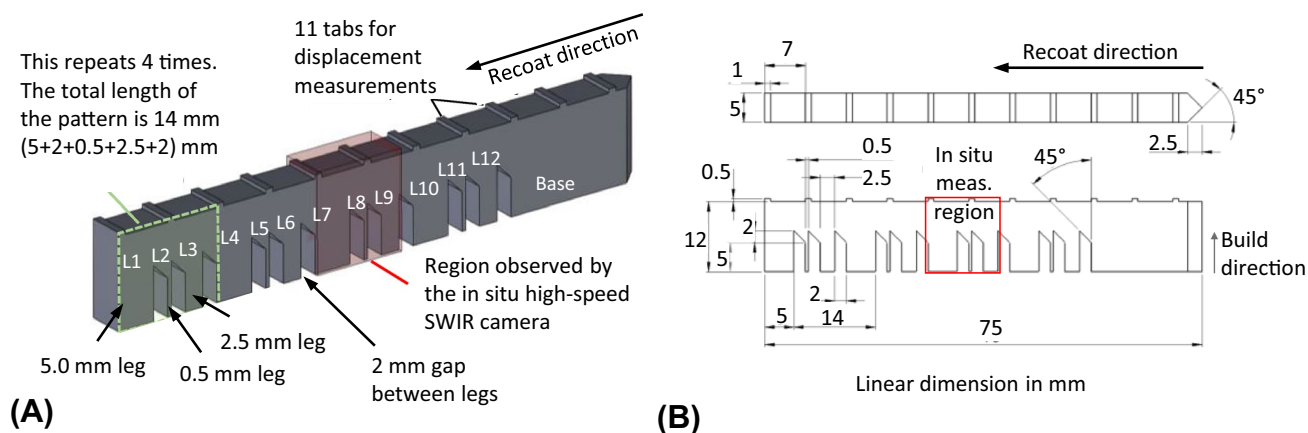 This repeats 4 times.
The total length of
the pattern is 14 mm
(5+2+0.5+2.5+2) mm
11 tabs for
displacement
measurements
Recoat direction
L1
L2
L3
L4
L5
L6
L7
L8
L9
L10
L11
L12
Base
5.0 mm leg
0.5 mm leg
2.5 mm leg
2 mm gap
between legs
Region observed by
the in situ high-speed
SWIR camera
(A)
7
Recoat direction
1
5
45°
2.5
0.5
0.5
2.5
In situ
meas.
region
45°
12
2
5
2
5
14
75
Build
direction
Linear dimension in mm
(B)